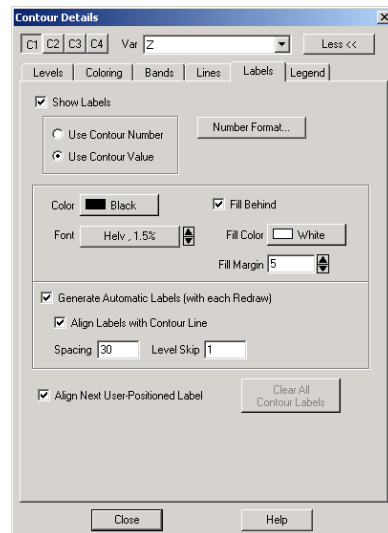 Contour Details
C1 C2 C3 C4 Var Z Less <<
Levels Coloring Bands Lines Labels Legend
Show Labels
Use Contour Number Number Format...
Use Contour Value
Color Black Fill Behind
Font Helv , 1.5% Fill Color White
Fill Margin 5
Generate Automatic Labels (with each Redraw)
Align Labels with Contour Line
Spacing 30 Level Skip 1
Align Next User-Positioned Label Clear All
Contour Labels
Close Help